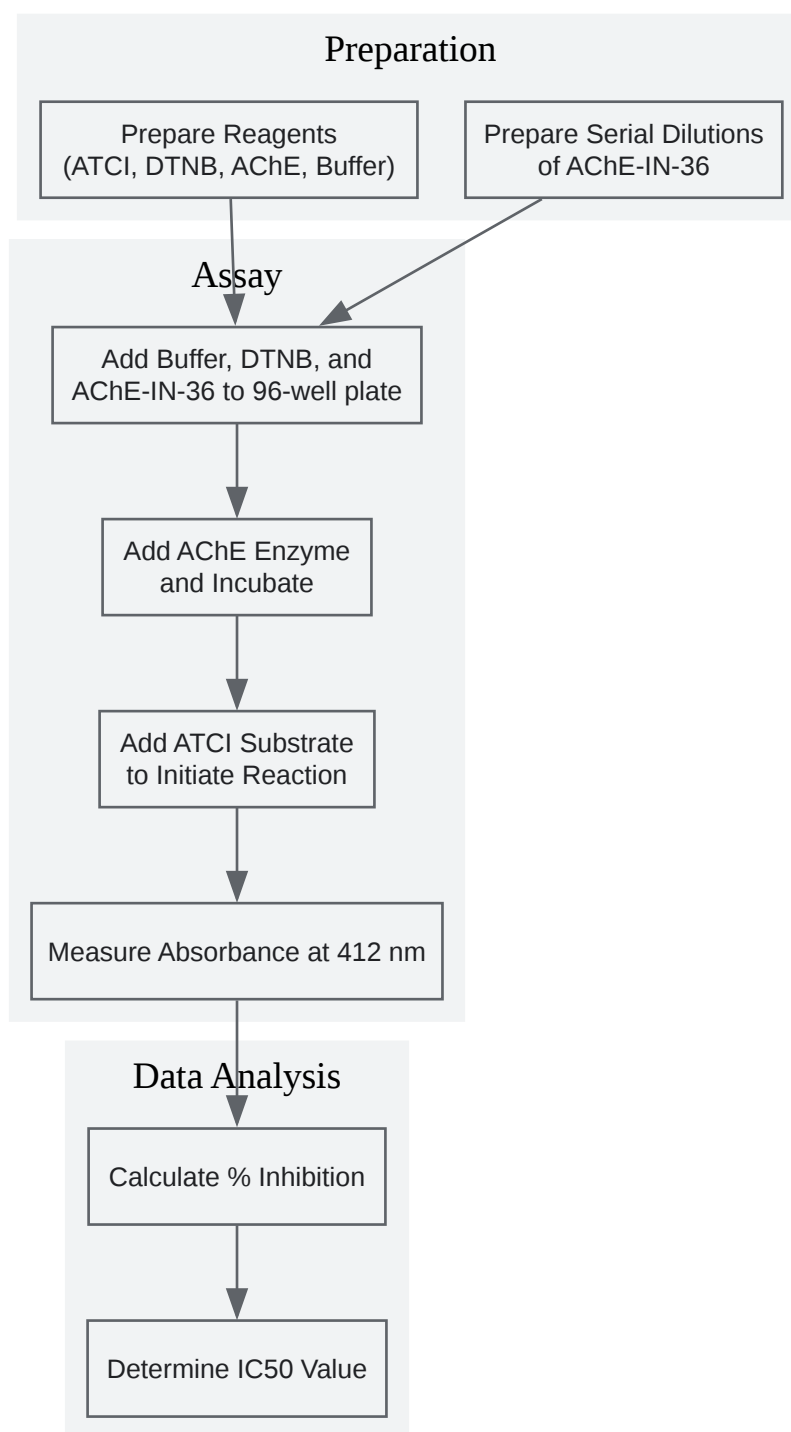 Preparation
Prepare Reagents
(ATCI, DTNB, AChE, Buffer)
Prepare Serial Dilutions
of AChE-IN-36
Assay
Add Buffer, DTNB, and
AChE-IN-36 to 96-well plate
Add AChE Enzyme
and Incubate
Add ATCI Substrate
to Initiate Reaction
Measure Absorbance at 412 nm
Data Analysis
Calculate % Inhibition
Determine IC50 Value